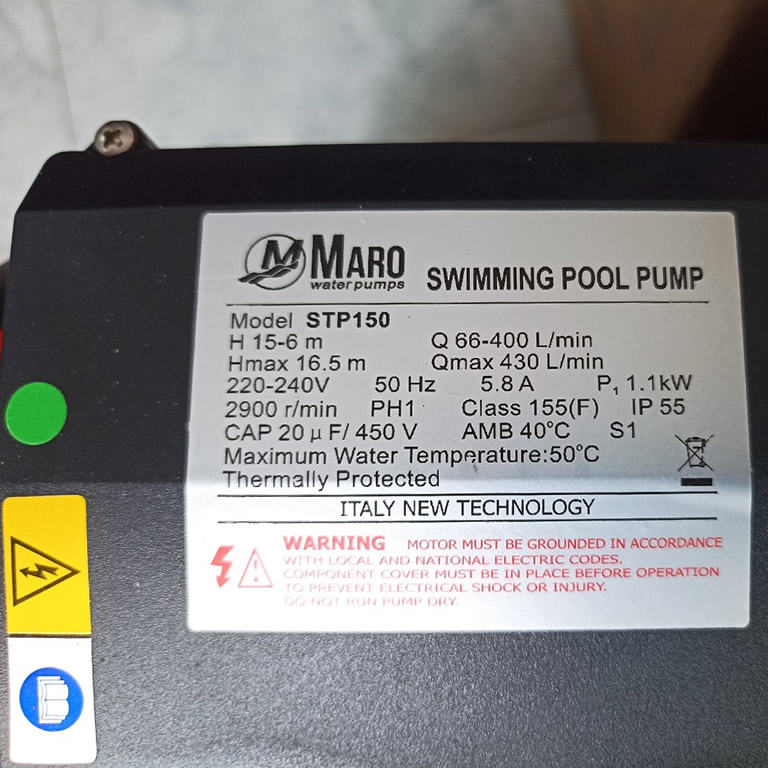 MARO
water pumps
SWIMMING POOL PUMP
Model STP150
H 15-6 m Q 66-400 L/min
Hmax 16.5 m Qmax 430 L/min
220-240V 50 Hz 5.8 A P₁ 1.1kW
2900 r/min PH1 Class 155(F) IP 55
CAP 20 μF/ 450 V AMB 40°C S1
Maximum Water Temperature:50°C
Thermally Protected
ITALY NEW TECHNOLOGY
WARNING MOTOR MUST BE GROUNDED IN ACCORDANCE
WITH LOCAL AND NATIONAL ELECTRIC CODES.
COMPONENT COVER MUST BE IN PLACE BEFORE OPERATION
TO PREVENT ELECTRICAL SHOCK OR INJURY.
DO NOT RUN PUMP DRY.